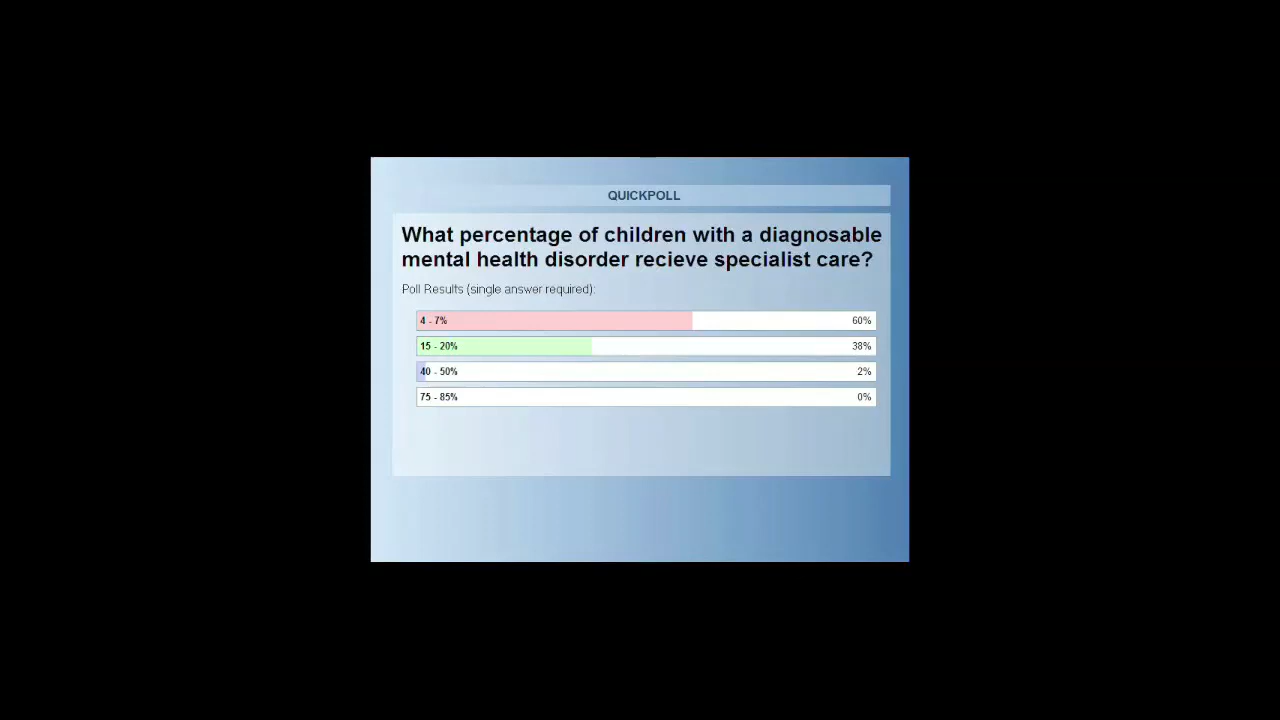 QUICKPOLL
What percentage of children with a diagnosable
mental health disorder recieve specialist care?
Poll Results (single answer required):
4 - 7% 60%
15 - 20% 38%
40 - 50% 2%
75 - 85% 0%